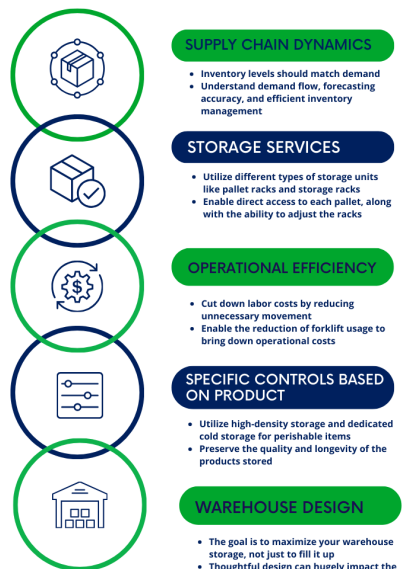 SUPPLY CHAIN DYNAMICS
• Inventory levels should match demand
• Understand demand flow, forecasting
accuracy, and efficient inventory
management
STORAGE SERVICES
• Utilize different types of storage units
like pallet racks and storage racks
• Enable direct access to each pallet, along
with the ability to adjust the racks
$
OPERATIONAL EFFICIENCY
• Cut down labor costs by reducing
unnecessary movement
• Enable the reduction of forklift usage to
bring down operational costs
SPECIFIC CONTROLS BASED
ON PRODUCT
• Utilize high-density storage and dedicated
cold storage for perishable items
• Preserve the quality and longevity of the
products stored
WAREHOUSE DESIGN
• The goal is to maximize your warehouse
storage, not just to fill it up
• Thoughtful design can hugely impact the